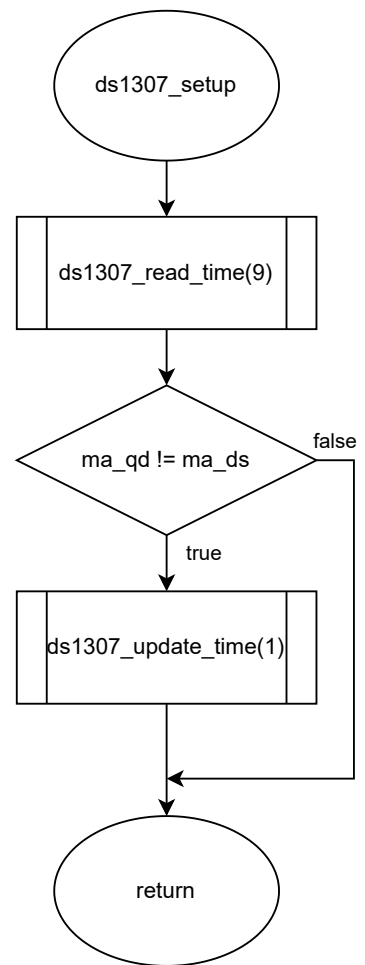 ds1307_setup
ds1307_read_time(9)
ma_qd != ma_ds
false
true
ds1307_update_time(1)
return